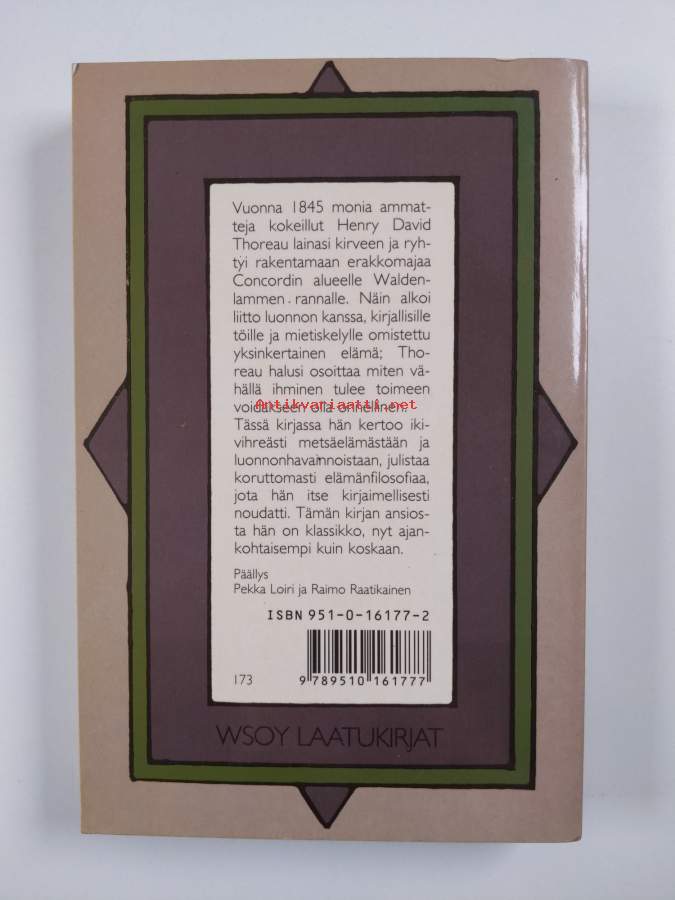 Vuonna 1845 monia ammat-
teja kokeillut Henry David
Thoreau lainasi kirveen ja ryh-
tyi rakentamaan erakkomajaa
Concordin alueelle Walden-
lammen rannalle. Näin alkoi
liitto luonnon kanssa, kirjallisille
töille ja mietiskelylle omistettu
yksinkertainen elämä; Tho-
reau halusi osoittaa miten vä-
hällä ihminen tulee toimeen
Antikvariaatti.net
voidakseen olla onnellinen.
Tässä kirjassa hän kertoo iki-
vihreästi metsäelämästään ja
luonnonhavainnoistaan, julistaa
koruttomasti elämänfilosofiaa,
jota hän itse kirjaimellisesti
noudatti. Tämän kirjan ansios-
ta hän on klassikko, nyt ajan-
kohtaisempi kuin koskaan.
Päällys
Pekka Loiri ja Raimo Raatikainen
ISBN 951-0-16177-2
9 789510 161777
173
WSOY LAATUKIRJAT